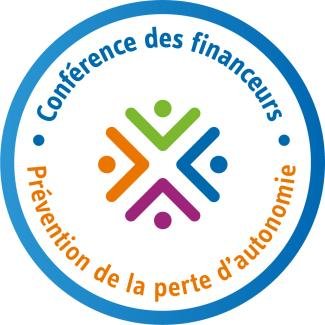 Conférence des financeurs
Prévention de la perte d'autonomie